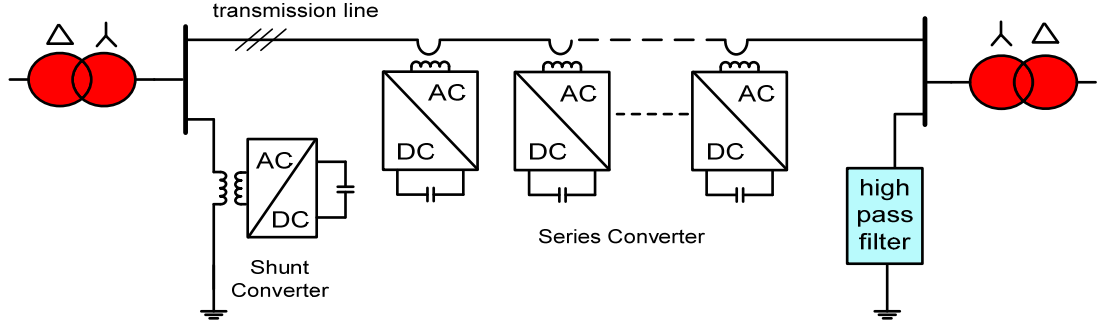 transmission line
AC
DC
AC
DC
AC
DC
AC
DC
Shunt
Converter
Series Converter
high
pass
filter